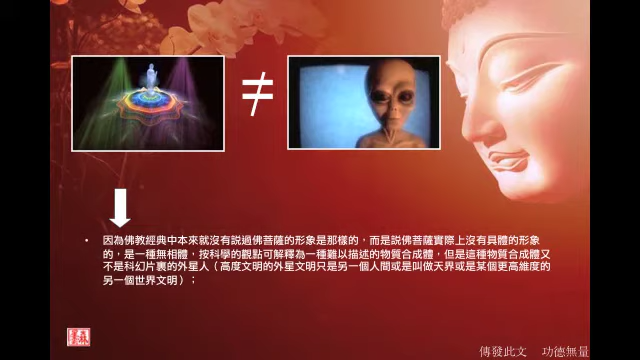 ≠
• 因為佛教經典中本來就沒有說過佛菩薩的形象是那樣的，而是說佛菩薩實際上沒有具體的形象
的，是一種無相體，按科學的觀點可解釋為一種難以描述的物質合成體，但是這種物質合成體又
不是科幻片裏的外星人（高度文明的外星文明只是另一個人間或是叫做天界或是某個更高維度的
另一個世界文明）；
傳發此文　功德無量